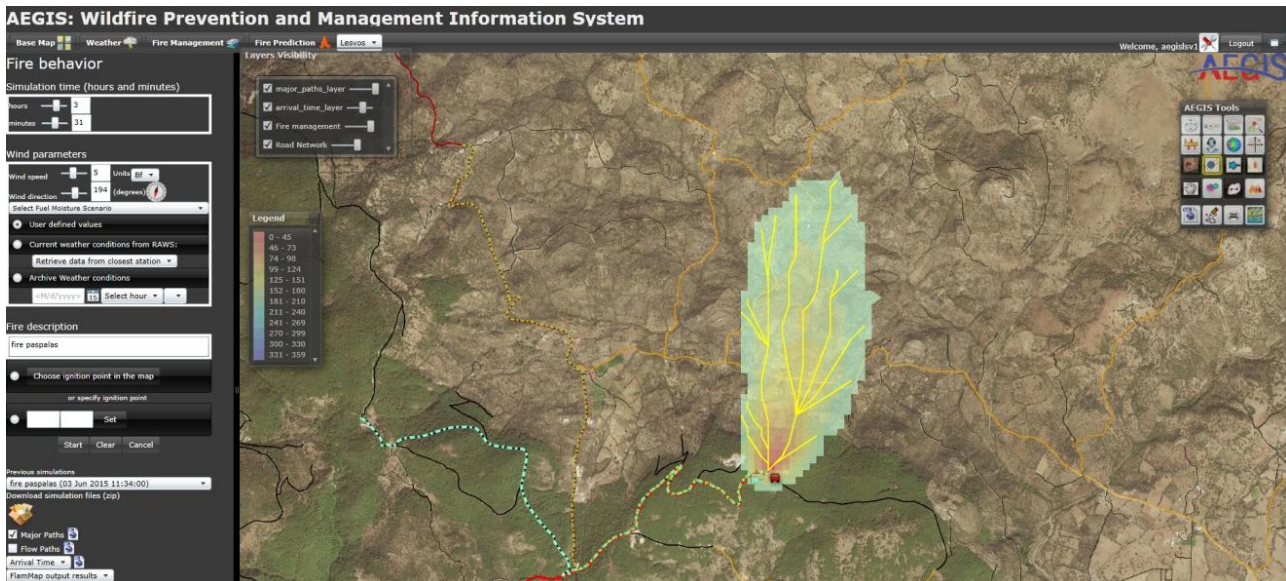 AEGIS: Wildfire Prevention and Management Information System
Base Map Weather Fire Management Fire Prediction Lesvos
Welcome, aegislsv1 Logout
Fire behavior
Simulation time (hours and minutes)
hours 3
minutes 31
Wind parameters
Wind speed 5 Units Bf
Wind direction 194 (degrees)
Select Fuel Moisture Scenario
User defined values
Current weather conditions from RAWS:
Retrieve data from closest station
Archive Weather conditions
<M/d/yyyy> 15 Select hour
Fire description
fire paspalas
Choose ignition point in the map
or specify ignition point
Set
Start Clear Cancel
Previous simulations
fire paspalas (03 Jun 2015 11:34:00)
Download simulation files (zip)
Major Paths
Flow Paths
Arrival Time
FlamMap output results
Layers Visibility
major_paths_layer
arrival_time_layer
Fire management
Road Network
Legend
0 - 45
46 - 73
74 - 98
99 - 124
125 - 151
152 - 180
181 - 210
211 - 240
241 - 269
270 - 299
300 - 330
331 - 359
AEGIS
AEGIS Tools